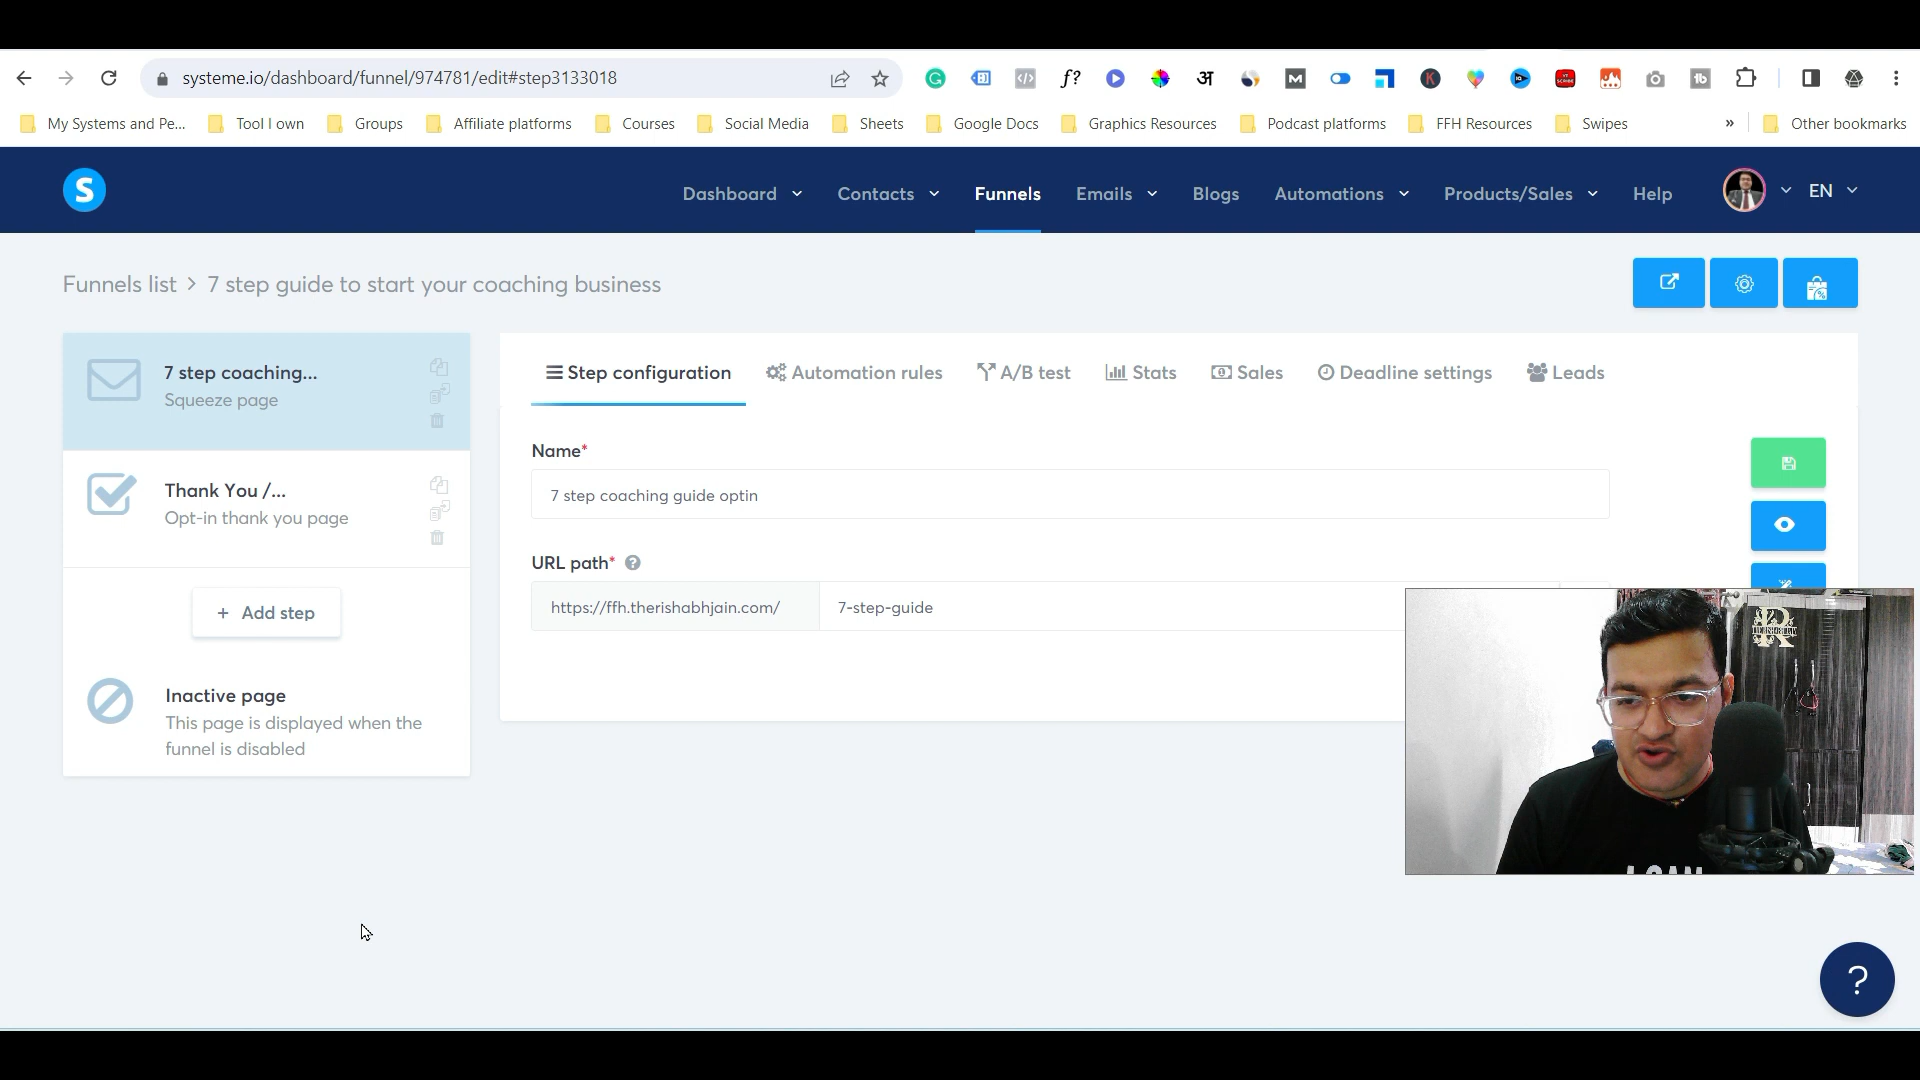 systeme.io/dashboard/funnel/974781/edit#step3133018
My Systems and Pe... Tool I own Groups Affiliate platforms Courses Social Media Sheets Google Docs Graphics Resources Podcast platforms FFH Resources Swipes » Other bookmarks
S Dashboard Contacts Funnels Emails Blogs Automations Products/Sales Help EN
Funnels list > 7 step guide to start your coaching business
7 step coaching...
Squeeze page
Thank You /...
Opt-in thank you page
+ Add step
Inactive page
This page is displayed when the
funnel is disabled
Step configuration Automation rules A/B test Stats Sales Deadline settings Leads
Name*
7 step coaching guide optin
URL path* ?
https://ffh.therishabhjain.com/ 7-step-guide
?